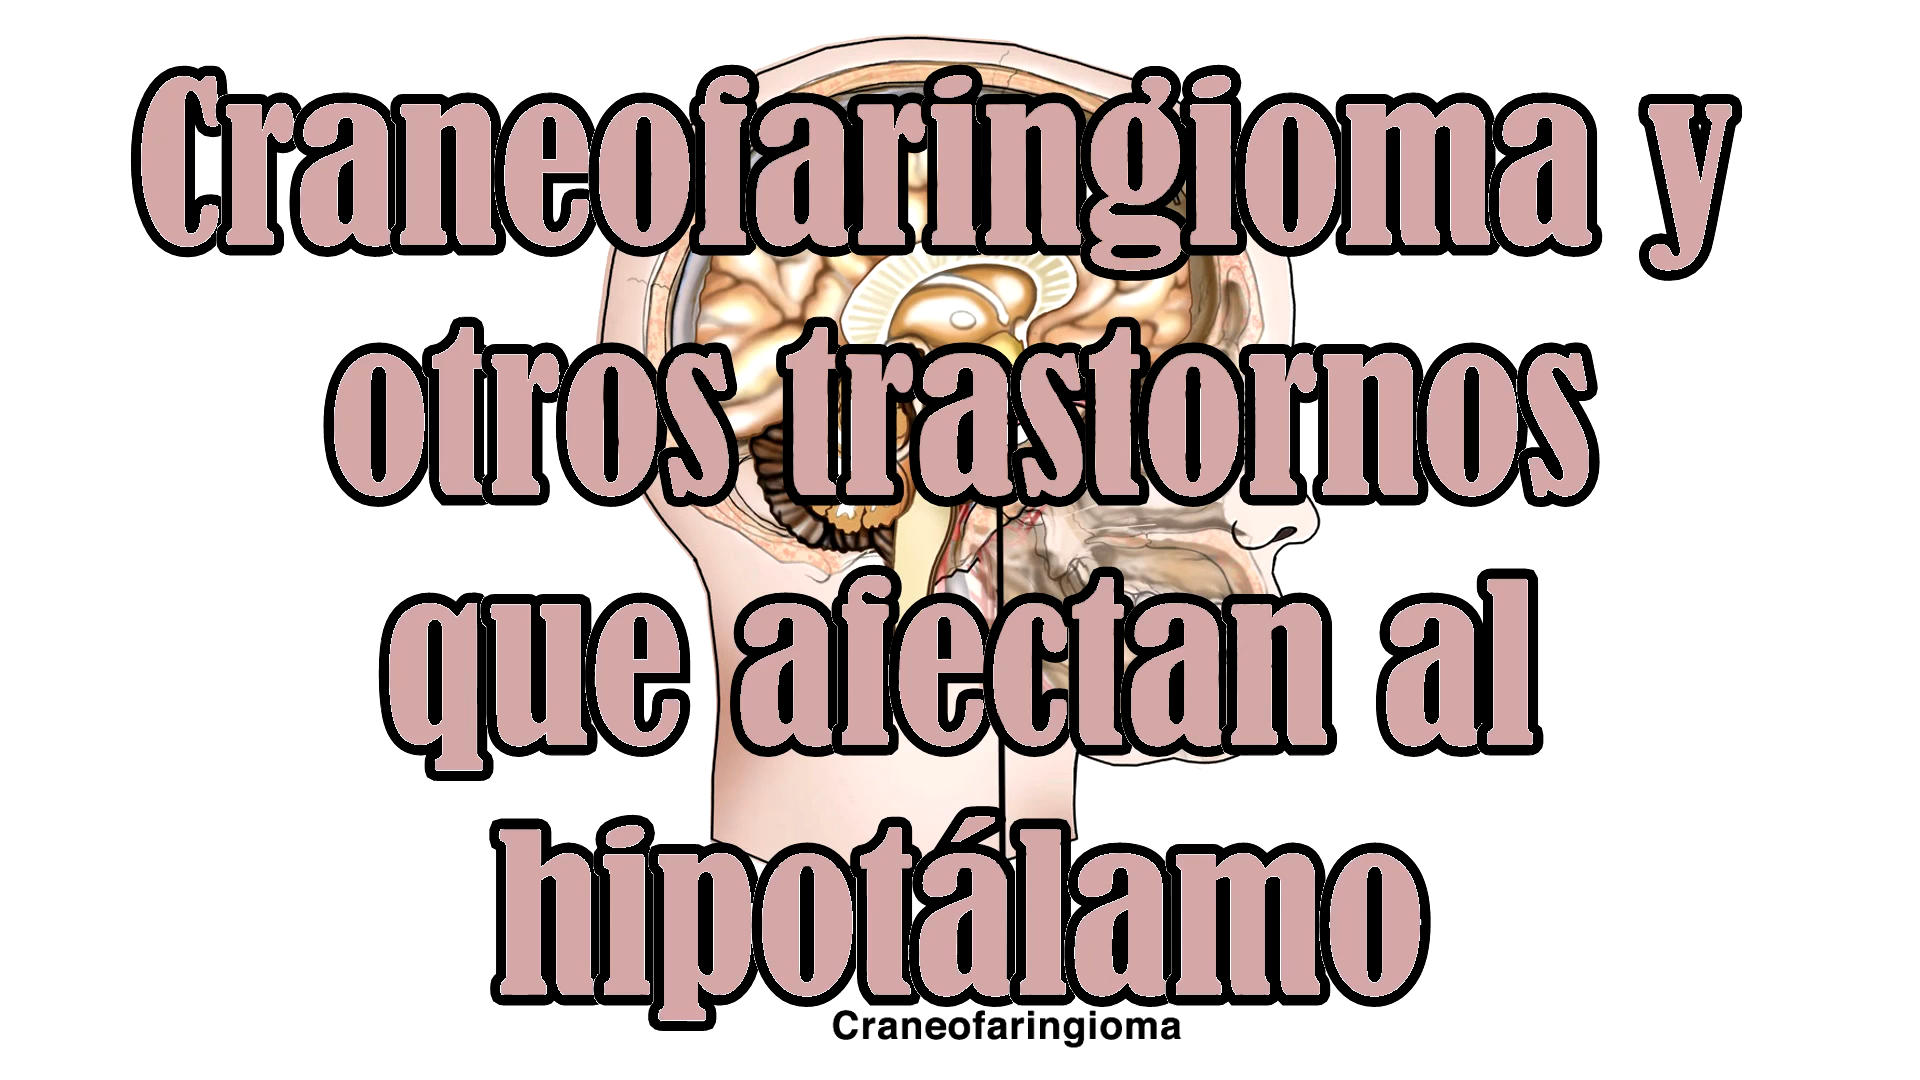 Craneofaringioma y
otros trastornos
que afectan al
hipotálamo
Craneofaringioma